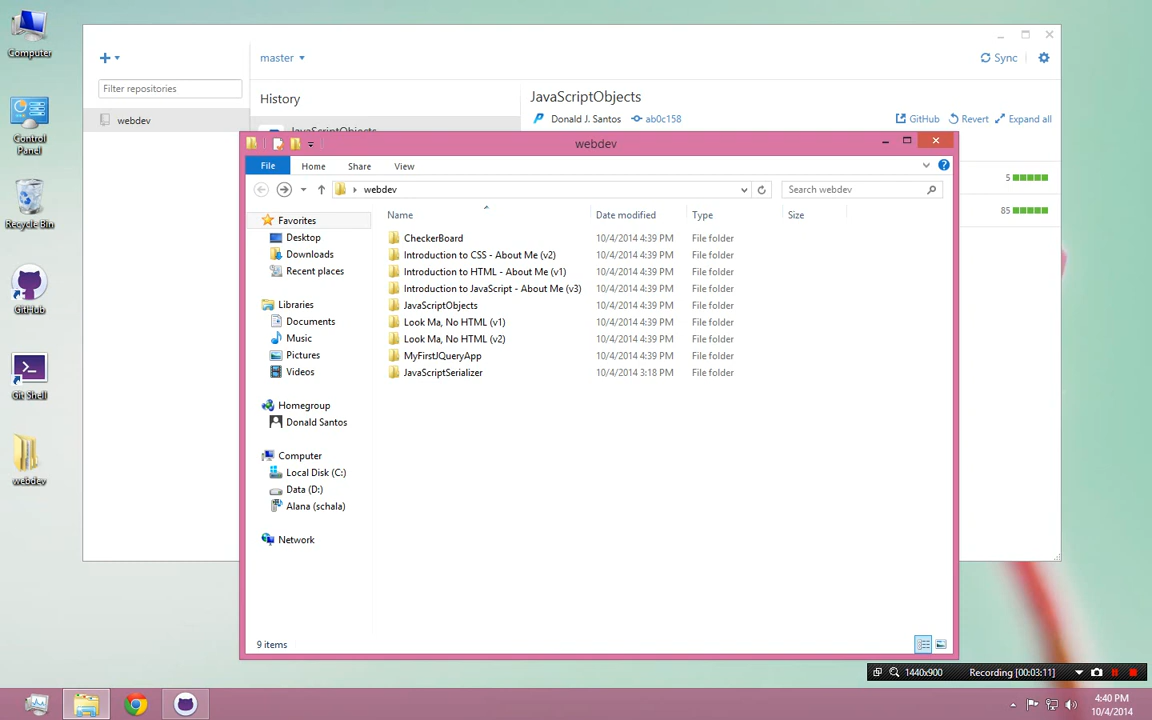 Computer
Control Panel
Recycle Bin
GitHub
Git Shell
webdev
master
Sync
Filter repositories
webdev
History
JavaScriptObjects
JavaScriptObjects
Donald J. Santos
ab0c158
GitHub
Revert
Expand all
5
85
webdev
File
Home
Share
View
webdev
Search webdev
Name
Date modified
Type
Size
Favorites
Desktop
Downloads
Recent places
Libraries
Documents
Music
Pictures
Videos
Homegroup
Donald Santos
Computer
Local Disk (C:)
Data (D:)
Alana (schala)
Network
CheckerBoard 10/4/2014 4:39 PM File folder
Introduction to CSS - About Me (v2) 10/4/2014 4:39 PM File folder
Introduction to HTML - About Me (v1) 10/4/2014 4:39 PM File folder
Introduction to JavaScript - About Me (v3) 10/4/2014 4:39 PM File folder
JavaScriptObjects 10/4/2014 4:39 PM File folder
Look Ma, No HTML (v1) 10/4/2014 4:39 PM File folder
Look Ma, No HTML (v2) 10/4/2014 4:39 PM File folder
MyFirstJQueryApp 10/4/2014 4:39 PM File folder
JavaScriptSerializer 10/4/2014 3:18 PM File folder
9 items
1440x900
Recording [00:03:11]
4:40 PM
10/4/2014